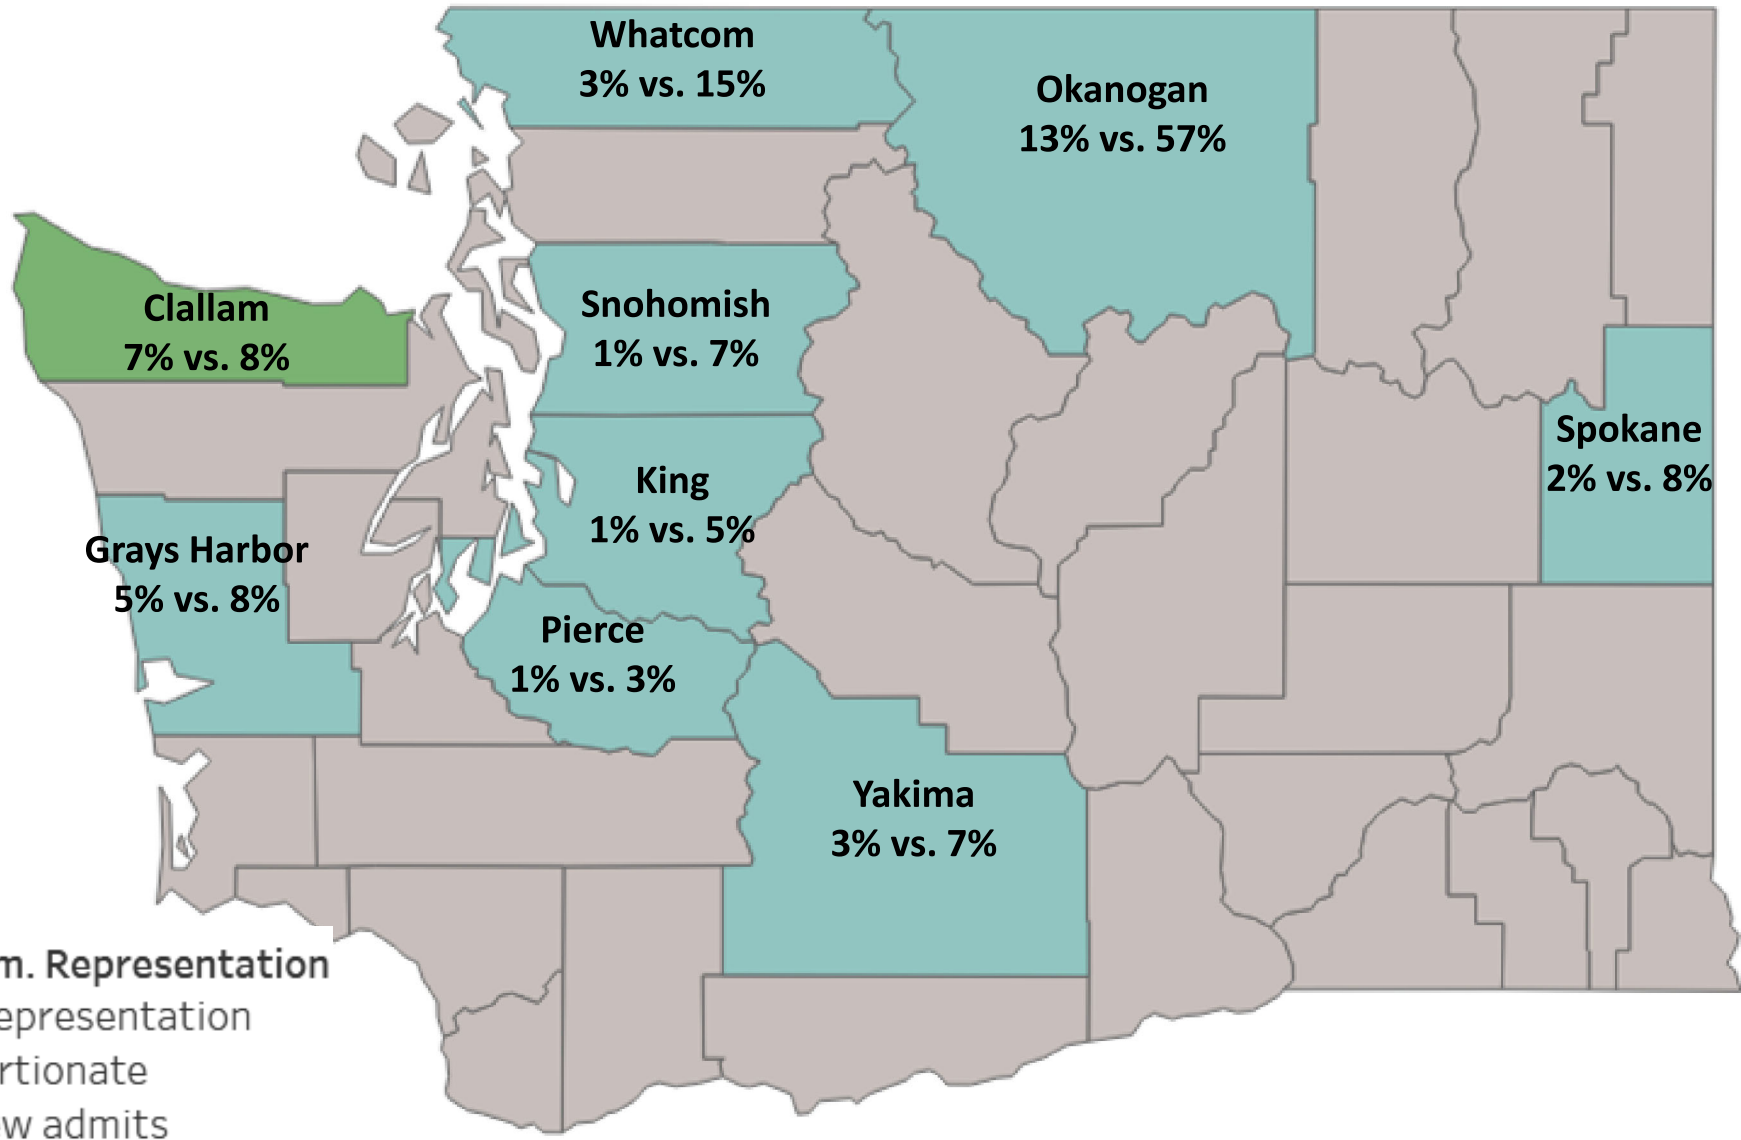 Whatcom
3% vs. 15%
Okanogan
13% vs. 57%
Clallam
7% vs. 8%
Snohomish
1% vs. 7%
Spokane
2% vs. 8%
King
1% vs. 5%
Grays Harbor
5% vs. 8%
Pierce
1% vs. 3%
Yakima
3% vs. 7%
m. Representation
epresentation
rtionate
w admits